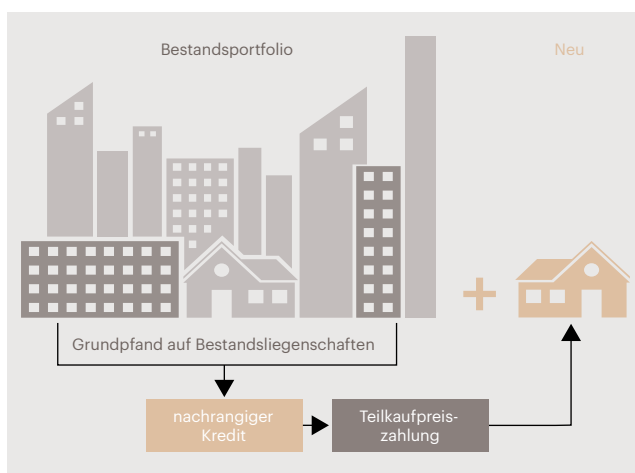 Bestandsportfolio
Neu
Grundpfand auf Bestandsliegenschaften
nachrangiger
Kredit
Teilkaufpreis-
zahlung